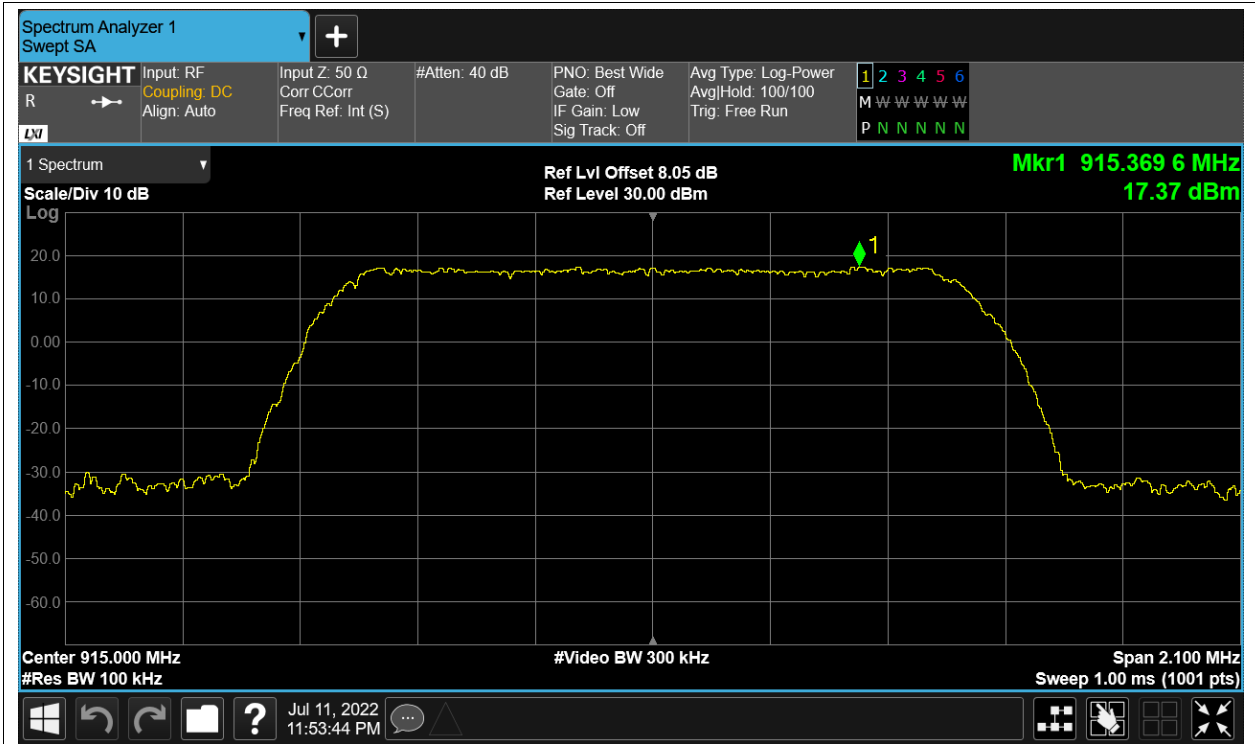 Spectrum Analyzer 1
Swept SA
KEYSIGHT
R
LXI
Input: RF
Coupling: DC
Align: Auto
Input Z: 50 Ω
Corr CCorr
Freq Ref: Int (S)
#Atten: 40 dB
PNO: Best Wide
Gate: Off
IF Gain: Low
Sig Track: Off
Avg Type: Log-Power
Avg|Hold: 100/100
Trig: Free Run
1 2 3 4 5 6
M W W W W W
P N N N N N
1 Spectrum
Scale/Div 10 dB
Log
Ref Lvl Offset 8.05 dB
Ref Level 30.00 dBm
Mkr1 915.369 6 MHz
17.37 dBm
1
20.0
10.0
0.00
-10.0
-20.0
-30.0
-40.0
-50.0
-60.0
Center 915.000 MHz
#Res BW 100 kHz
#Video BW 300 kHz
Span 2.100 MHz
Sweep 1.00 ms (1001 pts)
?
Jul 11, 2022
11:53:44 PM